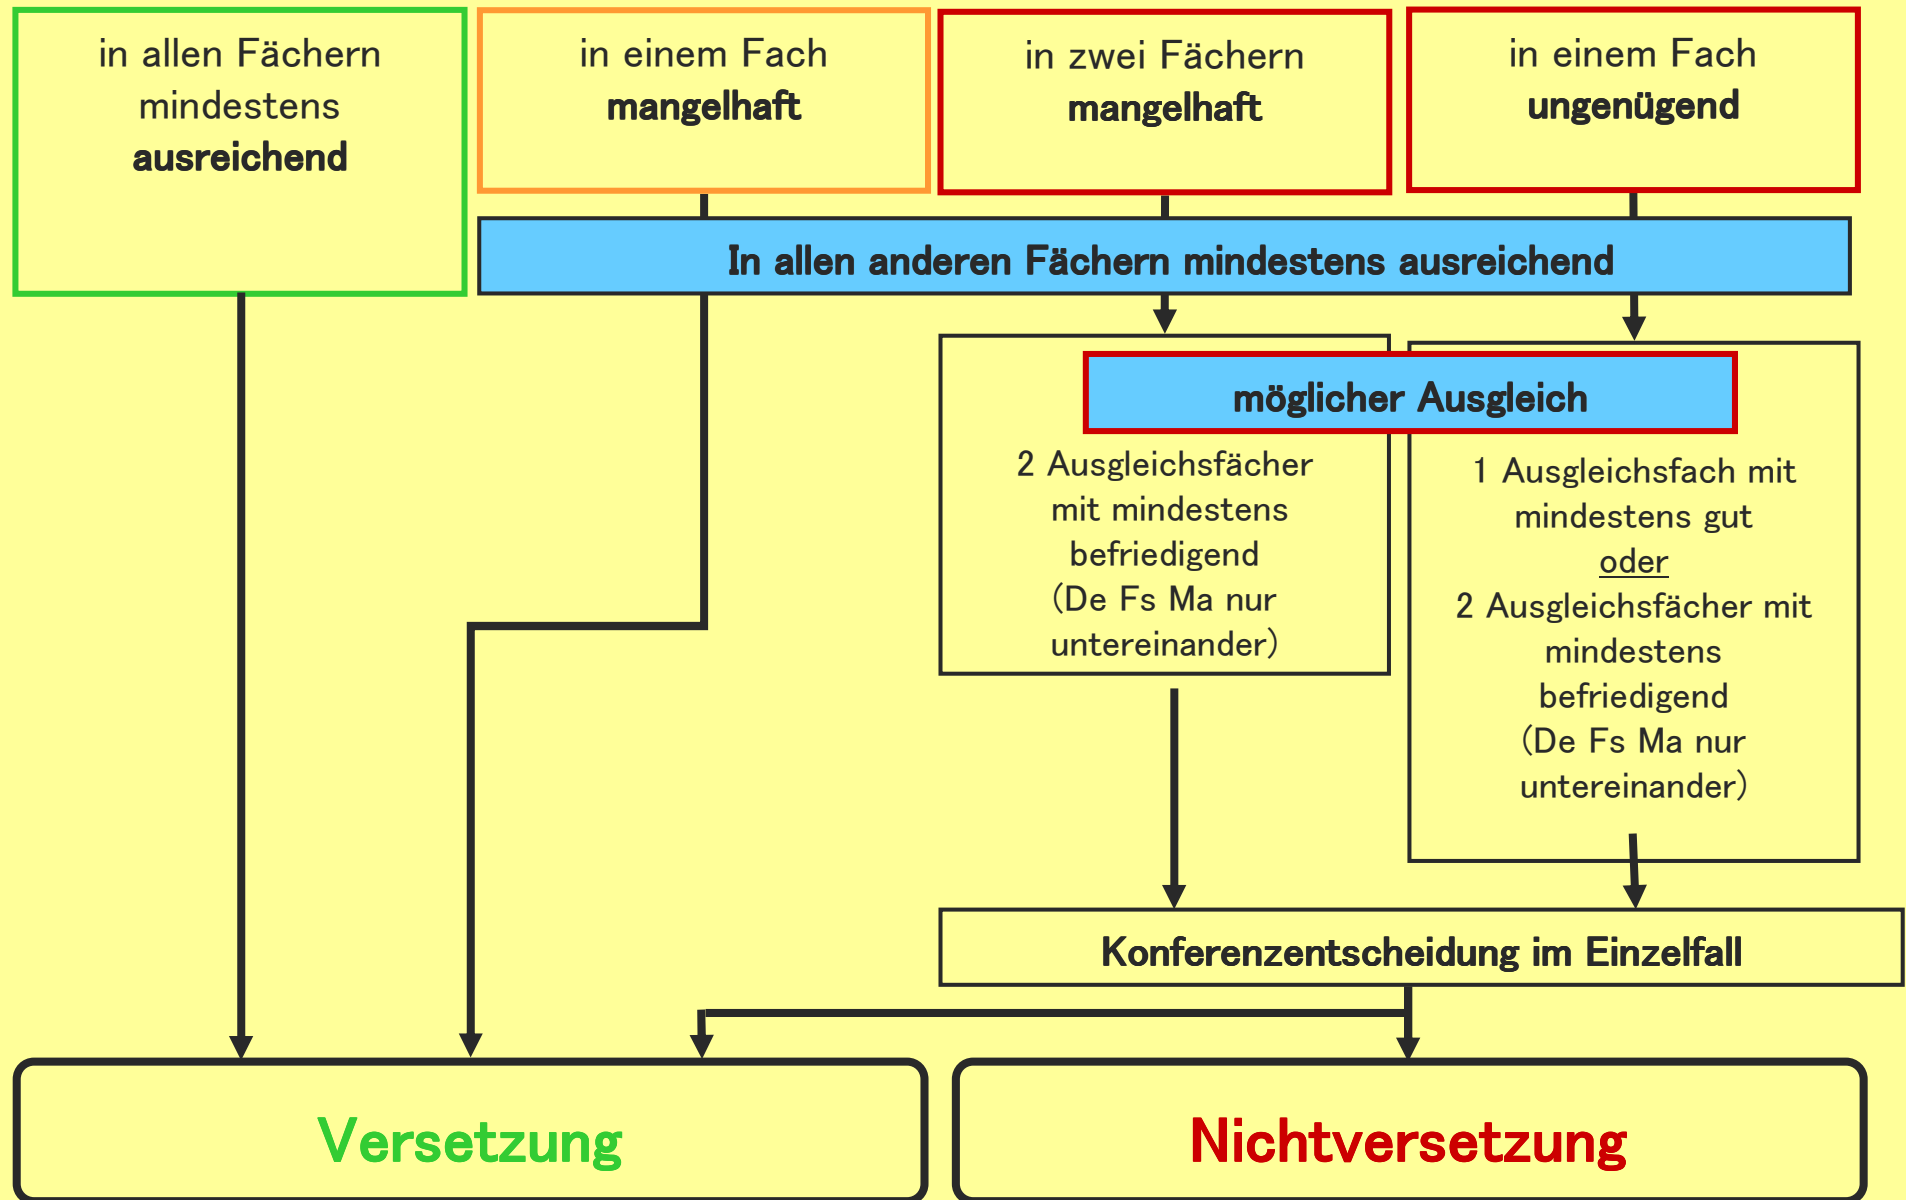 in allen Fächern
mindestens
ausreichend
in einem Fach
mangelhaft
in zwei Fächern
mangelhaft
in einem Fach
ungenügend
In allen anderen Fächern mindestens ausreichend
möglicher Ausgleich
2 Ausgleichsfächer
mit mindestens
befriedigend
(De Fs Ma nur
untereinander)
1 Ausgleichsfach mit
mindestens gut
oder
2 Ausgleichsfächer mit
mindestens
befriedigend
(De Fs Ma nur
untereinander)
Konferenzentscheidung im Einzelfall
Versetzung
Nichtversetzung